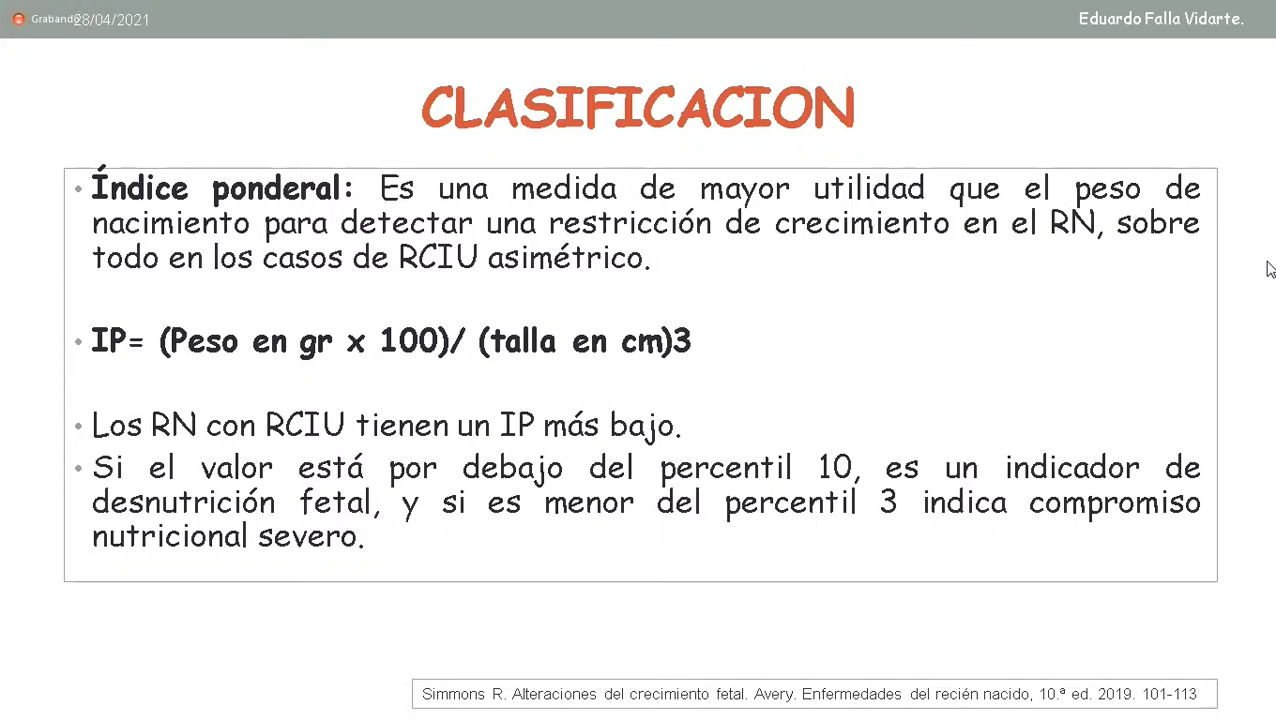 Grabando
28/04/2021
Eduardo Falla Vidarte.
CLASIFICACION
• Índice ponderal: Es una medida de mayor utilidad que el peso de
nacimiento para detectar una restricción de crecimiento en el RN, sobre
todo en los casos de RCIU asimétrico.
• IP= (Peso en gr x 100)/ (talla en cm)3
• Los RN con RCIU tienen un IP más bajo.
• Si el valor está por debajo del percentil 10, es un indicador de
desnutrición fetal, y si es menor del percentil 3 indica compromiso
nutricional severo.
Simmons R. Alteraciones del crecimiento fetal. Avery. Enfermedades del recién nacido, 10.ª ed. 2019. 101-113